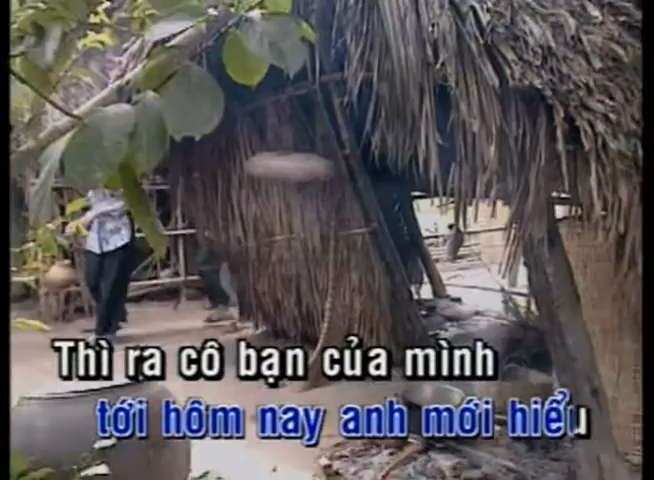 Thì ra cô bạn của mình
tới hôm nay anh mới hiểu